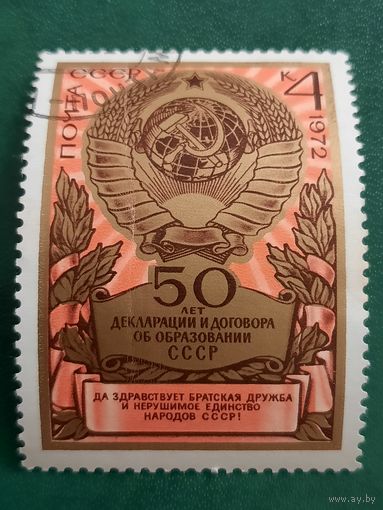 ПОЧТА СССР
К 4
1972
50
ЛЕТ
ДЕКЛАРАЦИИ И ДОГОВОРА
ОБ ОБРАЗОВАНИИ
СССР
ДА ЗДРАВСТВУЕТ БРАТСКАЯ ДРУЖБА
И НЕРУШИМОЕ ЕДИНСТВО
НАРОДОВ СССР!
www.ay.by